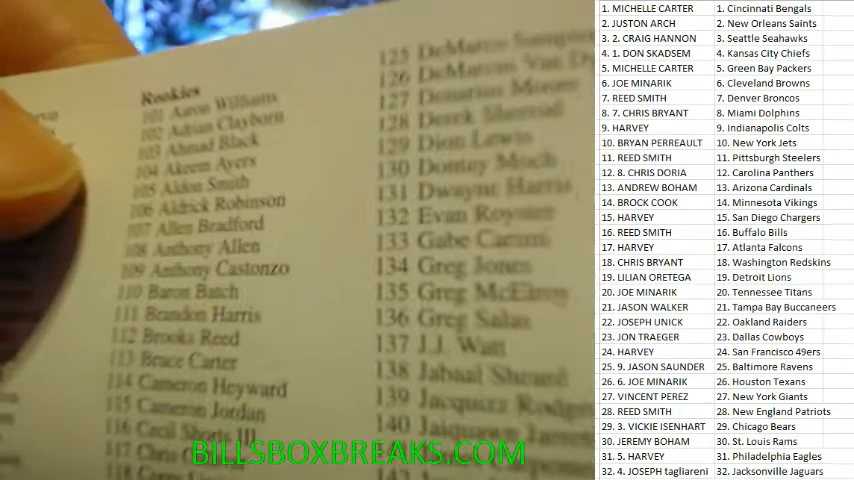 Rookies
101 Aaron Williams
102 Adrian Clayborn
103 Ahmad Black
104 Akeem Ayers
105 Aldon Smith
106 Aldrick Robinson
107 Allen Bradford
108 Anthony Allen
109 Anthony Castonzo
110 Baron Batch
111 Brandon Harris
112 Brooks Reed
113 Bruce Carter
114 Cameron Heyward
115 Cameron Jordan
116 Cecil Shorts III
117 Chris
118
125 DeMarco
126 DeMarcus Van
127 Denarius Moore
128 Derek Sherrod
129 Dion Lewis
130 Dontay Moch
131 Dwayne Harris
132 Evan Royster
133 Gabe Carimi
134 Greg Jones
135 Greg McElroy
136 Greg Salas
137 J.J. Watt
138 Jabaal Sheard
139 Jacquizz Rodgers
140
BILLSBOXBREAKS.COM
1. MICHELLE CARTER 1. Cincinnati Bengals
2. JUSTON ARCH 2. New Orleans Saints
3. 2. CRAIG HANNON 3. Seattle Seahawks
4. 1. DON SKADSEM 4. Kansas City Chiefs
5. MICHELLE CARTER 5. Green Bay Packers
6. JOE MINARIK 6. Cleveland Browns
7. REED SMITH 7. Denver Broncos
8. 7. CHRIS BRYANT 8. Miami Dolphins
9. HARVEY 9. Indianapolis Colts
10. BRYAN PERREAULT 10. New York Jets
11. REED SMITH 11. Pittsburgh Steelers
12. 8. CHRIS DORIA 12. Carolina Panthers
13. ANDREW BOHAM 13. Arizona Cardinals
14. BROCK COOK 14. Minnesota Vikings
15. HARVEY 15. San Diego Chargers
16. REED SMITH 16. Buffalo Bills
17. HARVEY 17. Atlanta Falcons
18. CHRIS BRYANT 18. Washington Redskins
19. LILIAN ORETEGA 19. Detroit Lions
20. JOE MINARIK 20. Tennessee Titans
21. JASON WALKER 21. Tampa Bay Buccaneers
22. JOSEPH UNICK 22. Oakland Raiders
23. JON TRAEGER 23. Dallas Cowboys
24. HARVEY 24. San Francisco 49ers
25. 9. JASON SAUNDER 25. Baltimore Ravens
26. 6. JOE MINARIK 26. Houston Texans
27. VINCENT PEREZ 27. New York Giants
28. REED SMITH 28. New England Patriots
29. 3. VICKIE ISENHART 29. Chicago Bears
30. JEREMY BOHAM 30. St. Louis Rams
31. 5. HARVEY 31. Philadelphia Eagles
32. 4. JOSEPH tagliareni 32. Jacksonville Jaguars